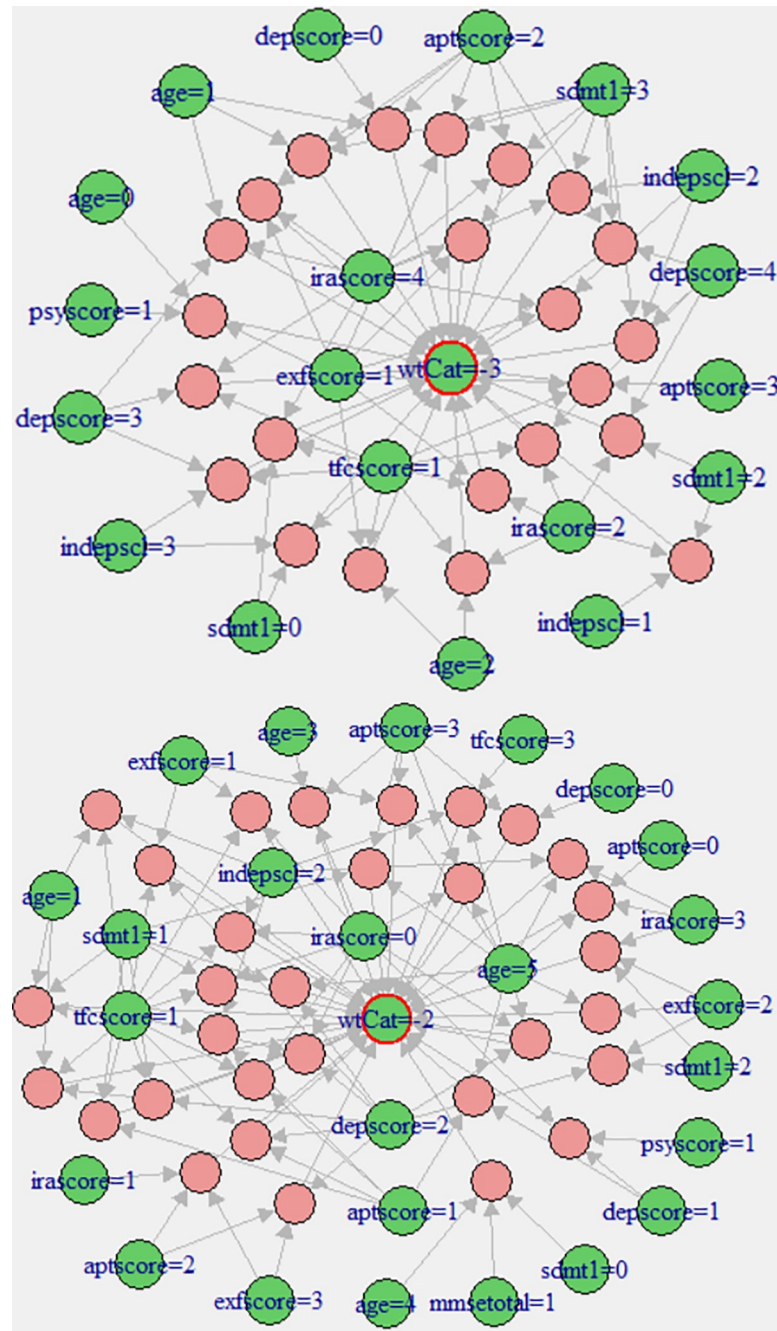 depscore=0
aptscore=2
age=1
sdmt1=3
indepscl=2
age=0
depscore=4
irascore=4
psyscore=1
wtCat=-3
exfscore=1
aptscore=3
depscore=3
tfcscore=1
sdmt1=2
irascore=2
indepscl=3
indepscl=1
sdmt1=0
age=2
age=3
aptscore=3
tfcscore=3
exfscore=1
depscore=0
aptscore=0
indepscl=2
age=1
irascore=3
sdmt1=1
irascore=0
age=5
exfscore=2
tfcscore=1
wtCat=-2
sdmt1=2
depscore=2
psyscore=1
irascore=1
aptscore=1
depscore=1
aptscore=2
sdmt1=0
exfscore=3
age=4
mmsetotal=1